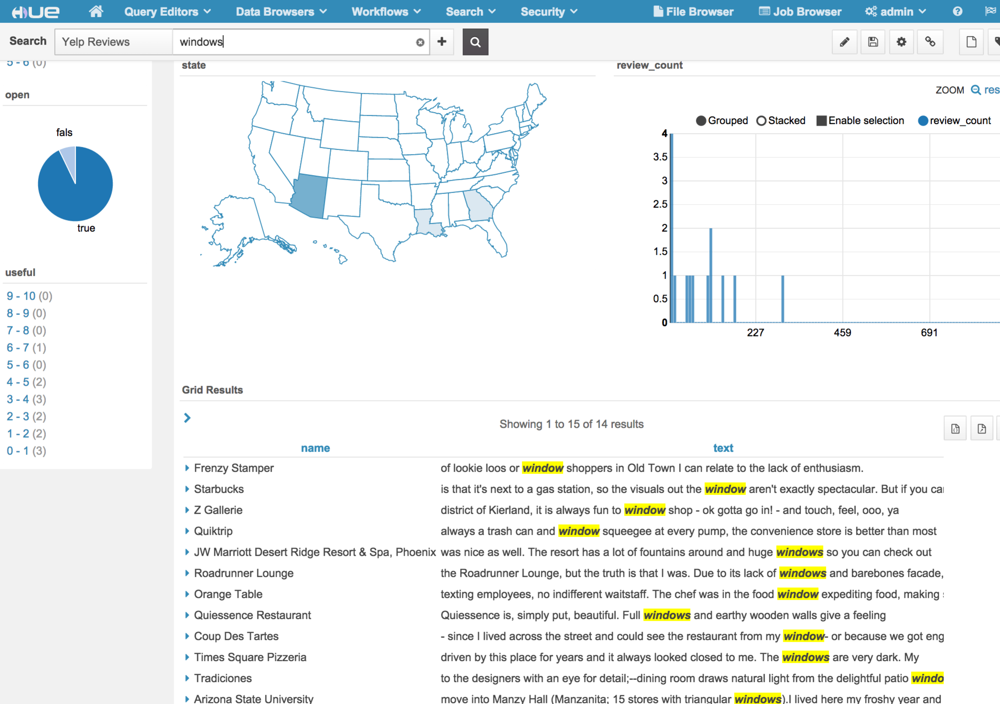 HUE Query Editors Data Browsers Workflows Search Security File Browser Job Browser admin
Search Yelp Reviews windows
5 - 6 (0)
open
fals
true
useful
9 - 10 (0)
8 - 9 (0)
7 - 8 (0)
6 - 7 (1)
5 - 6 (0)
4 - 5 (2)
3 - 4 (3)
2 - 3 (2)
1 - 2 (2)
0 - 1 (3)
state
review_count
ZOOM res
Grouped Stacked Enable selection review_count
4
3.5
3
2.5
2
1.5
1
0.5
0
227 459 691
Grid Results
Showing 1 to 15 of 14 results
name text
Frenzy Stamper of lookie loos or window shoppers in Old Town I can relate to the lack of enthusiasm.
Starbucks is that it's next to a gas station, so the visuals out the window aren't exactly spectacular. But if you
Z Gallerie district of Kierland, it is always fun to window shop - ok gotta go in! - and touch, feel, ooo, ya
Quiktrip always a trash can and window squeegee at every pump, the convenience store is better than most
JW Marriott Desert Ridge Resort & Spa, Phoenix was nice as well. The resort has a lot of fountains around and huge windows so you can check out
Roadrunner Lounge the Roadrunner Lounge, but the truth is that I was. Due to its lack of windows and barebones facade,
Orange Table texting employees, no indifferent waitstaff. The chef was in the food window expediting food, making
Quiessence Restaurant Quiessence is, simply put, beautiful. Full windows and earthy wooden walls give a feeling
Coup Des Tartes - since I lived across the street and could see the restaurant from my window- or because we got eng
Times Square Pizzeria driven by this place for years and it always looked closed to me. The windows are very dark. My
Tradiciones to the designers with an eye for detail;--dining room draws natural light from the delightful patio windo
Arizona State University move into Manzy Hall (Manzanita; 15 stores with triangular windows).I lived here my froshy year and